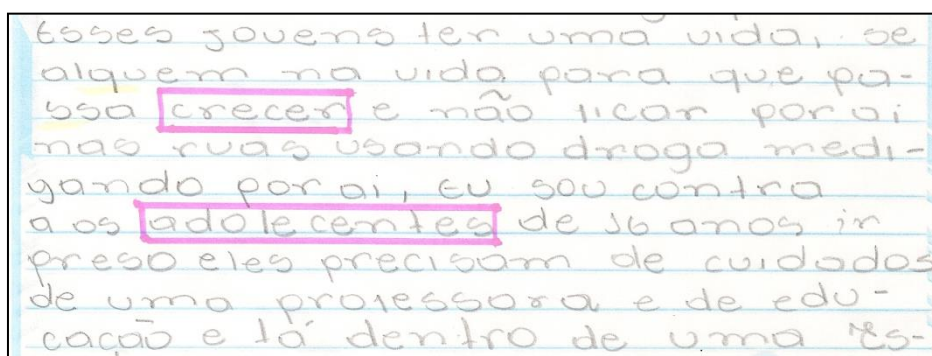 esses jovens ter uma vida, se
alguem na vida para que pa-
ssa crecer e não ficar por ai
nas ruas usando droga medi-
gando por ai, eu sou contra
a os adolecentes de 16 anos ir
preso eles precisam de cuidados
de uma professora e de edu-
cação e tá dentro de uma es-